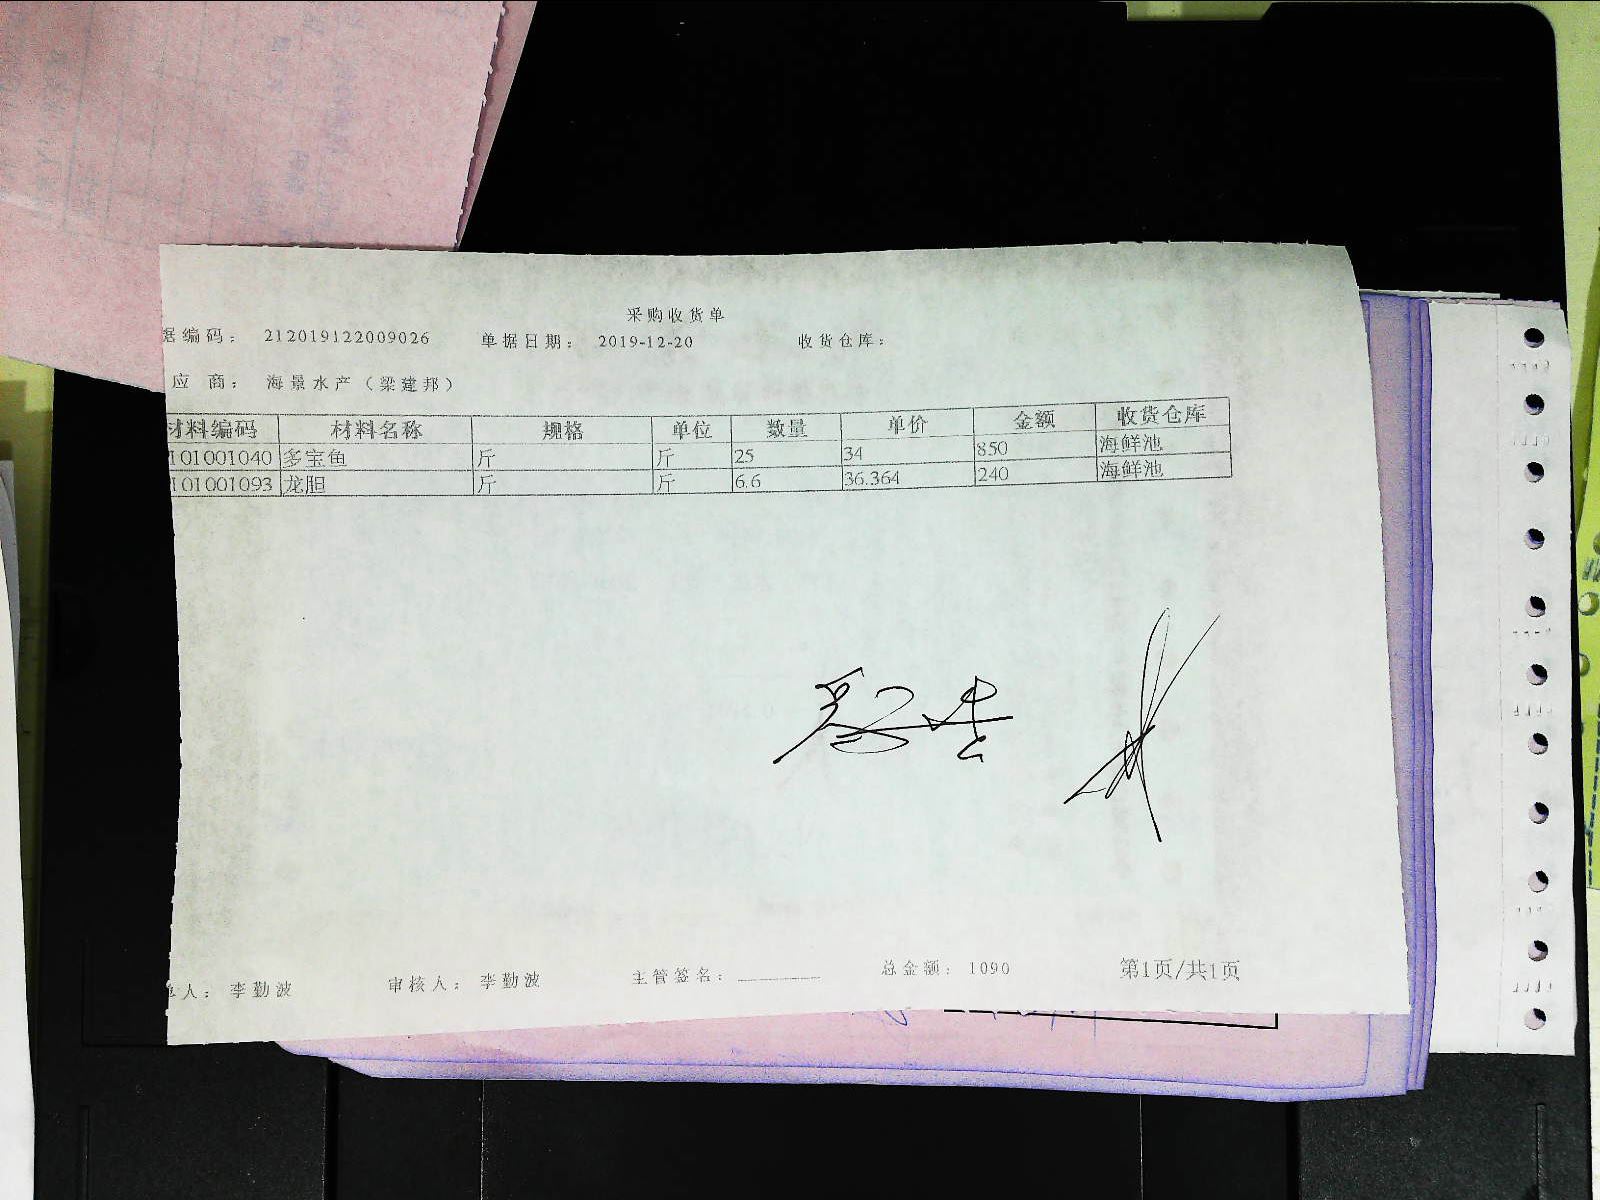 采购收货单
据编码： 212019122009026 单据日期： 2019-12-20 收货仓库：
应 商： 海景水产（梁建邦）
材料编码 材料名称 规格 单位 数量 单价 金额 收货仓库
101001040 多宝鱼 斤 斤 25 34 850 海鲜池
101001093 龙胆 斤 斤 6.6 36.364 240 海鲜池
人： 李勤波 审核人： 李勤波 主管签名： 总金额： 1090 第1页/共1页